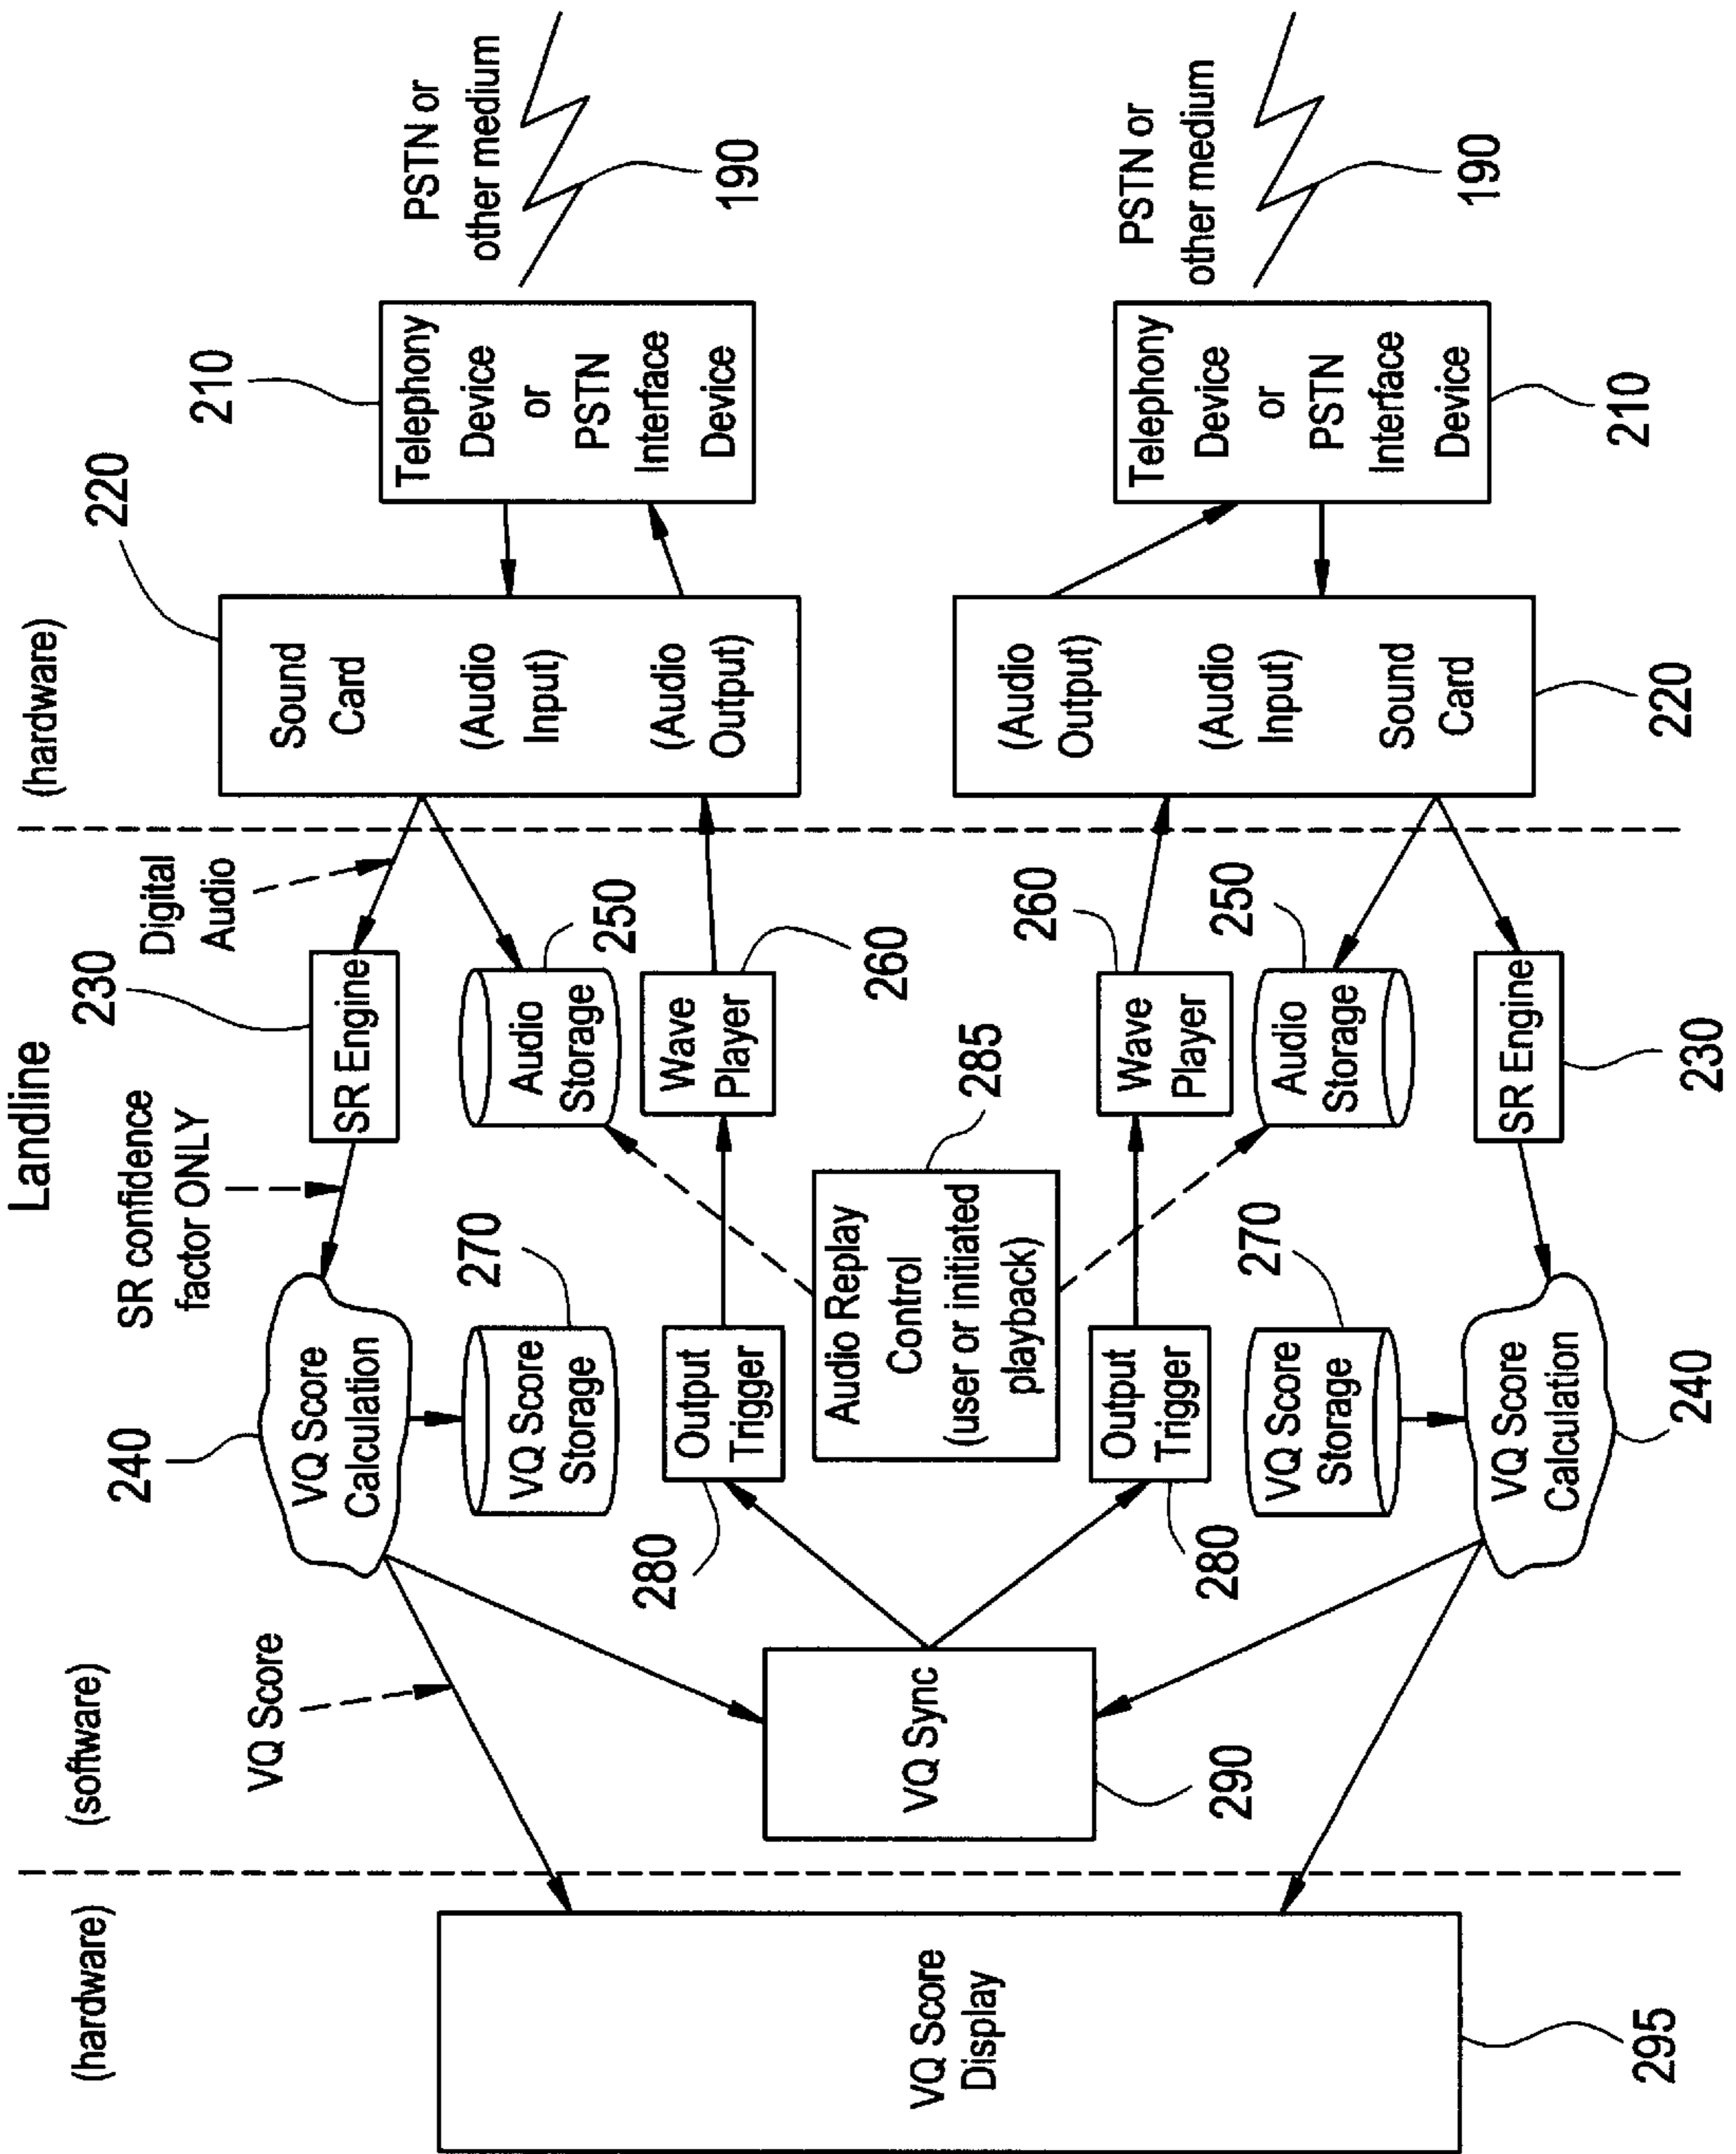 Landline
(hardware)
(software)
(hardware)
240
VQ Score
Calculation
SR confidence
factor ONLY
230
SR Engine
Digital
Audio
220
Sound
Card
(Audio
Input)
(Audio
Output)
210
Telephony
Device
or
PSTN
Interface
Device
PSTN or
other medium
190
VQ Score
270
VQ Score
Storage
250
Audio
Storage
280
Output
Trigger
260
Wave
Player
VQ Score
Display
295
VQ Sync
290
285
Audio Replay
Control
(user or initiated
playback)
280
Output
Trigger
260
Wave
Player
270
VQ Score
Storage
250
Audio
Storage
240
VQ Score
Calculation
230
SR Engine
(Audio
Output)
(Audio
Input)
Sound
Card
220
Telephony
Device
or
PSTN
Interface
Device
210
PSTN or
other medium
190